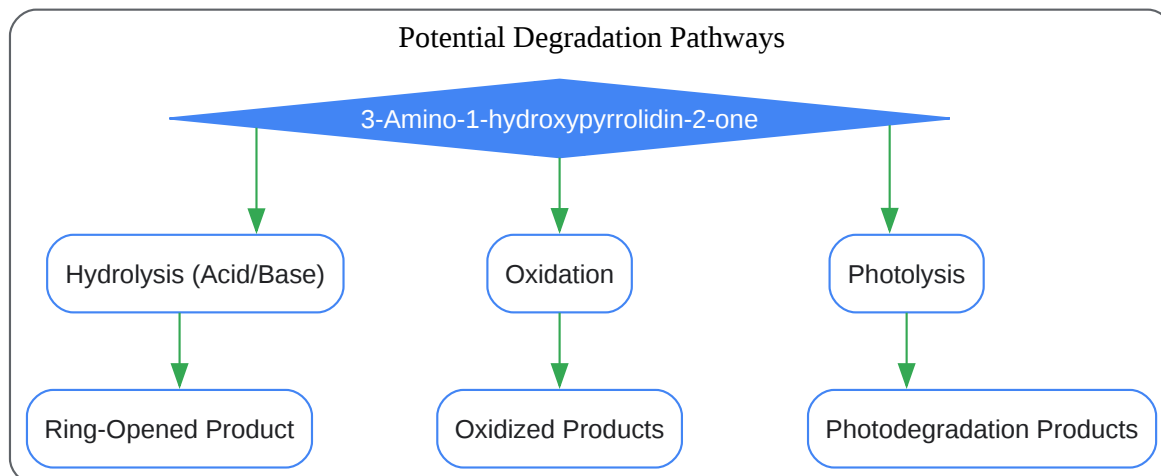 Potential Degradation Pathways
3-Amino-1-hydroxypyrrolidin-2-one
Hydrolysis (Acid/Base)
Oxidation
Photolysis
Ring-Opened Product
Oxidized Products
Photodegradation Products